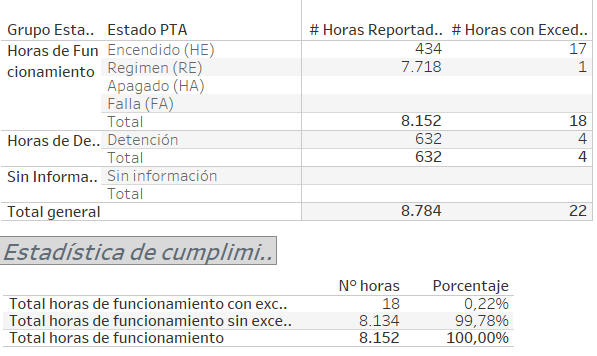 Grupo Esta.. Estado PTA # Horas Reportad.. # Horas con Exced..
Horas de Fun Encendido (HE) 434 17
cionamiento Regimen (RE) 7.718 1
Apagado (HA)
Falla (FA)
Total 8.152 18
Horas de De.. Detención 632 4
Total 632 4
Sin Informa.. Sin información
Total
Total general 8.784 22
Estadística de cumplimi..
Nº horas Porcentaje
Total horas de funcionamiento con exc.. 18 0,22%
Total horas de funcionamiento sin exce.. 8.134 99,78%
Total horas de funcionamiento 8.152 100,00%